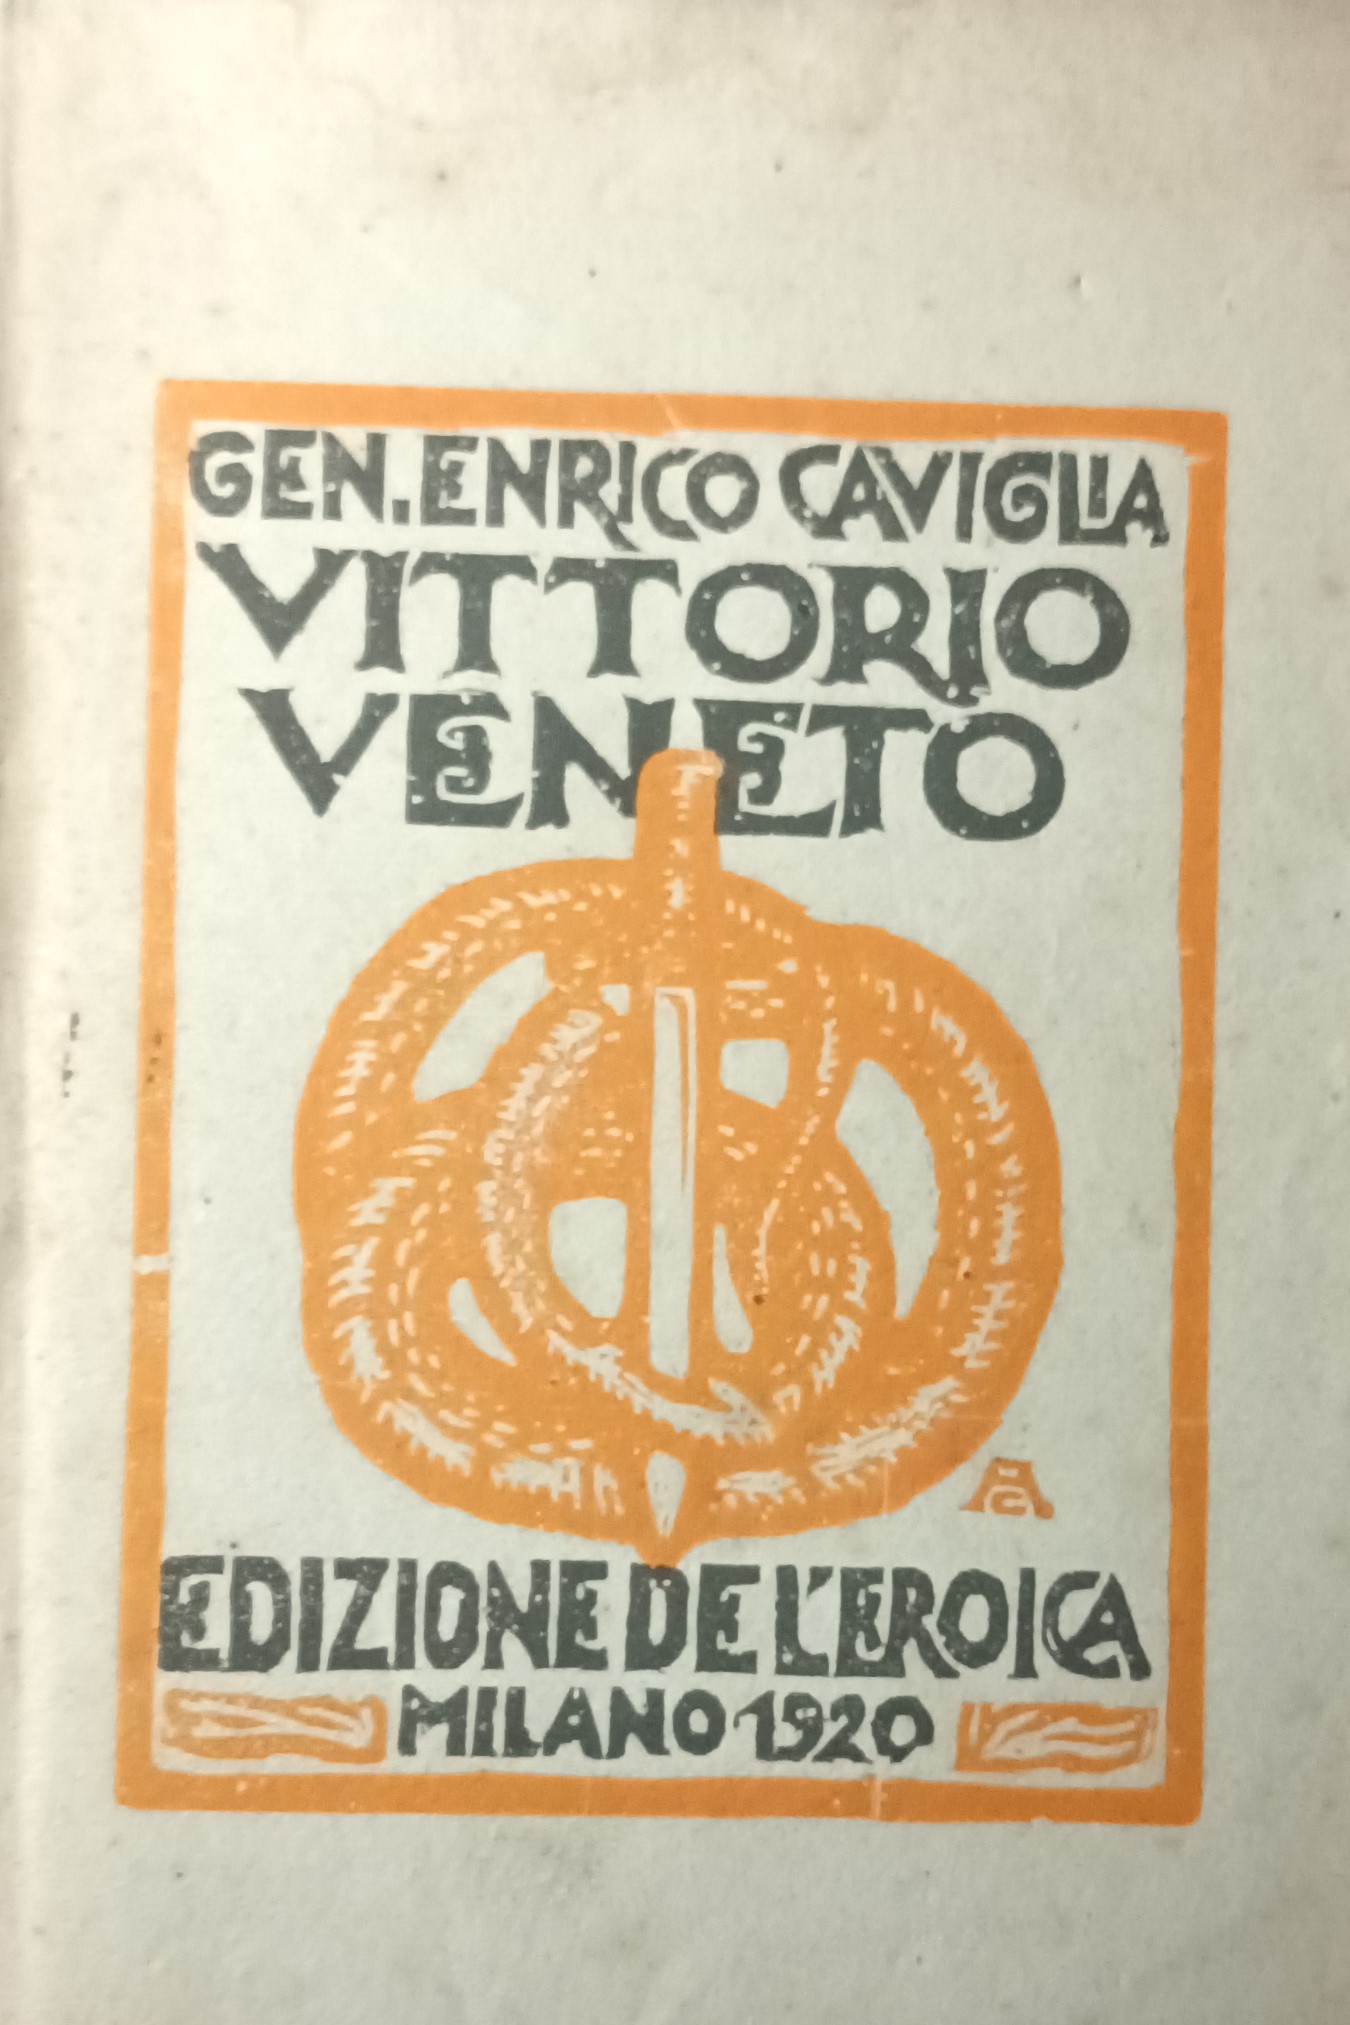 GEN. ENRICO CAVIGLIA
VITTORIO
VENETO
EDIZIONE DE L'EROICA
MILANO 1920